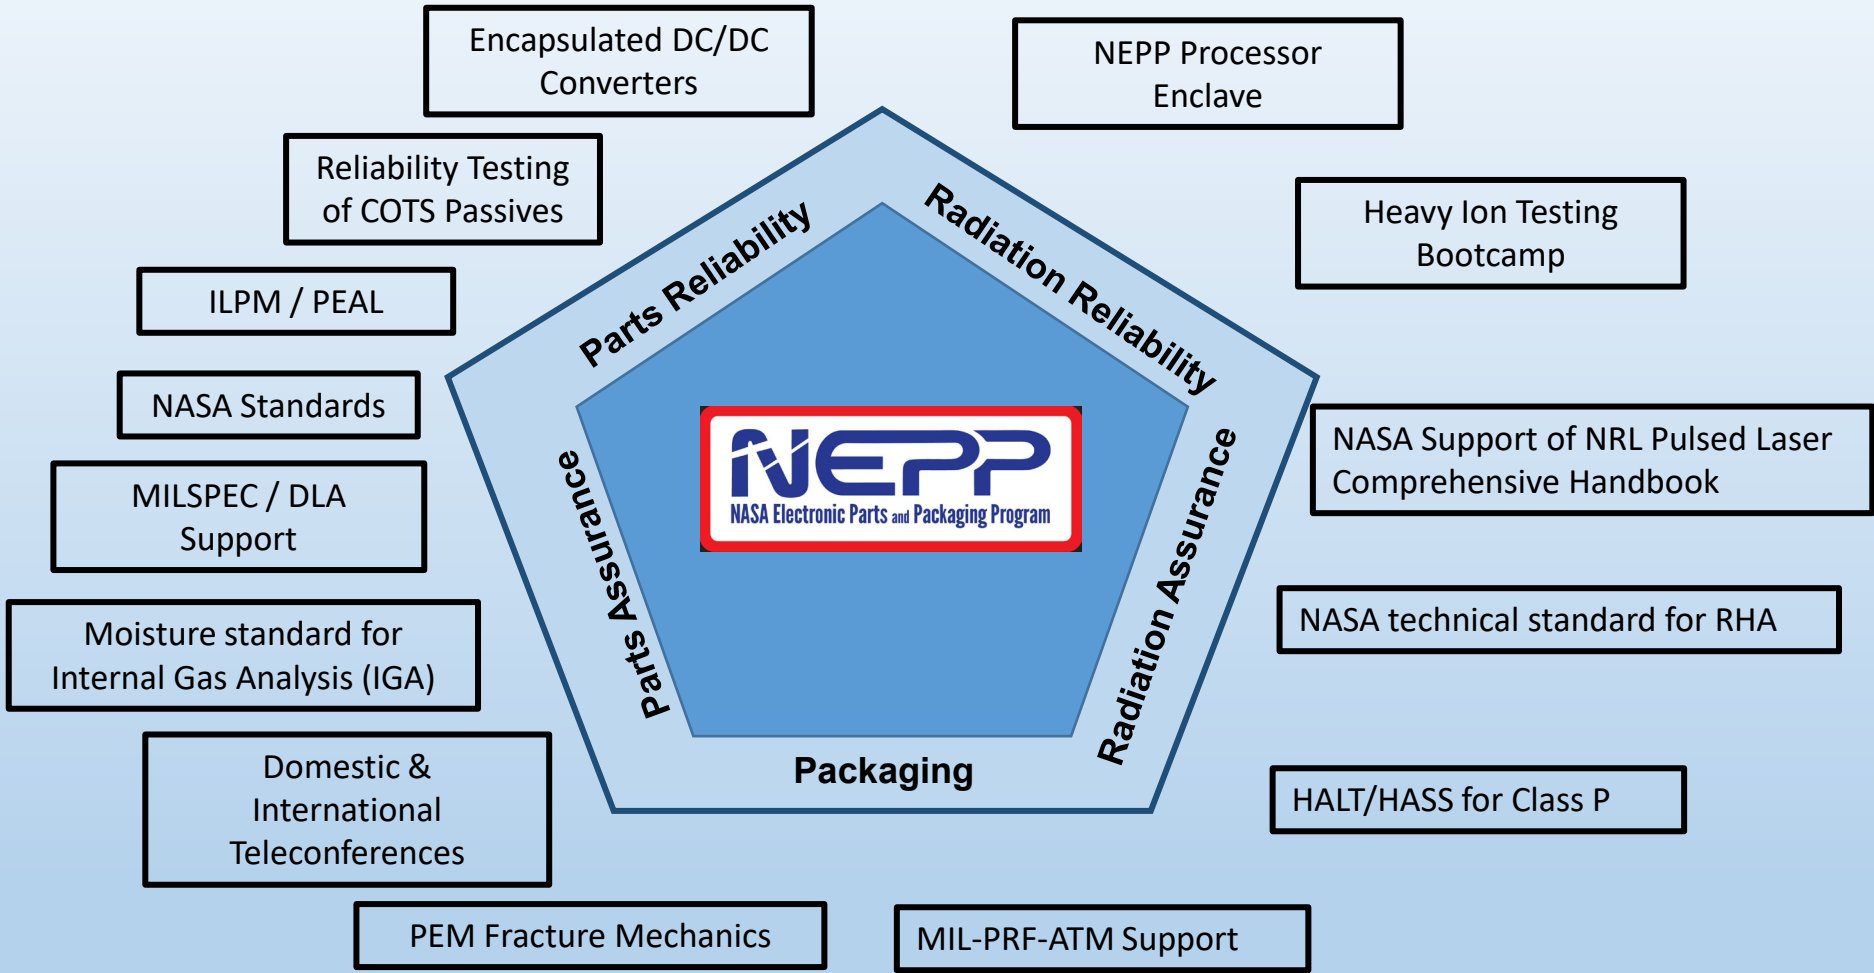 Encapsulated DC/DC
Converters
NEPP Processor
Enclave
Reliability Testing
of COTS Passives
Heavy Ion Testing
Bootcamp
ILPM / PEAL
NASA Standards
MILSPEC / DLA
Support
Moisture standard for
Internal Gas Analysis (IGA)
Domestic &
International
Teleconferences
PEM Fracture Mechanics
MIL-PRF-ATM Support
HALT/HASS for Class P
NASA technical standard for RHA
NASA Support of NRL Pulsed Laser
Comprehensive Handbook
Parts Reliability
Radiation Reliability
Parts Assurance
Radiation Assurance
Packaging
NEPP
NASA Electronic Parts and Packaging Program